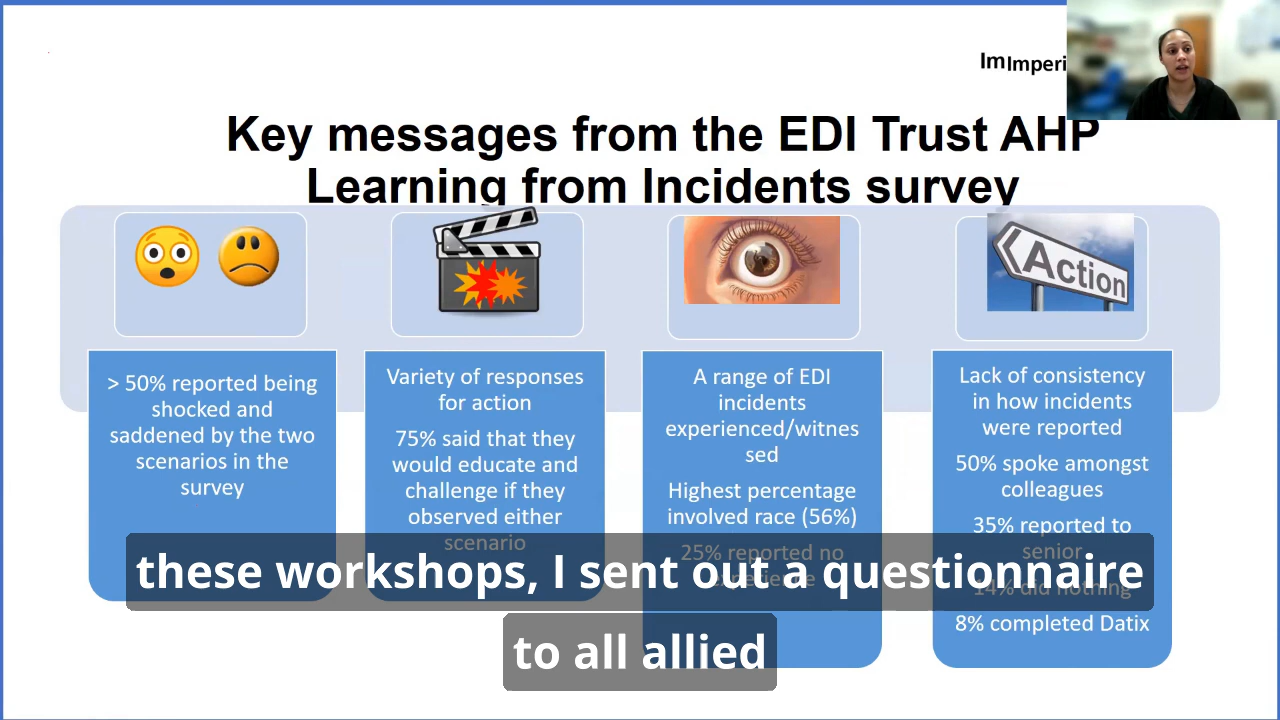 ImImperi
Key messages from the EDI Trust AHP
Learning from Incidents survey
Action
> 50% reported being
shocked and
saddened by the two
scenarios in the
survey
Variety of responses
for action
75% said that they
would educate and
challenge if they
observed either
scenario
A range of EDI
incidents
experienced/witnes
sed
Highest percentage
involved race (56%)
25% reported no
experience
Lack of consistency
in how incidents
were reported
50% spoke amongst
colleagues
35% reported to
senior
14% did nothing
8% completed Datix
these workshops, I sent out a questionnaire
to all allied